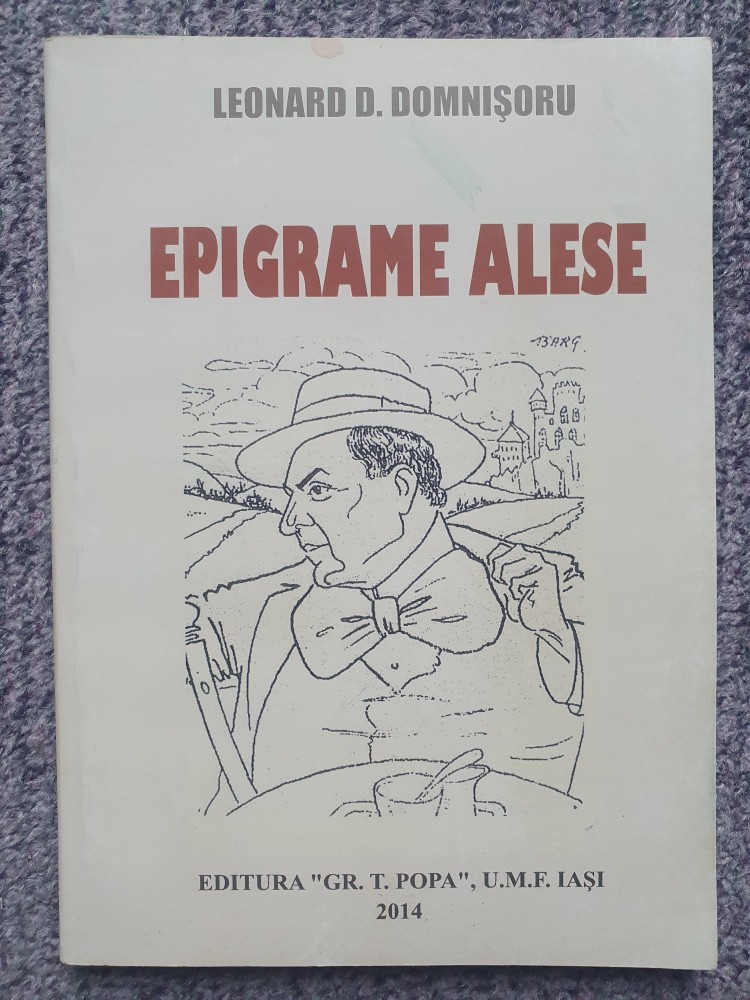 LEONARD D. DOMNIŞORU
EPIGRAME ALESE
BARG
EDITURA "GR. T. POPA", U.M.F. IAŞI
2014